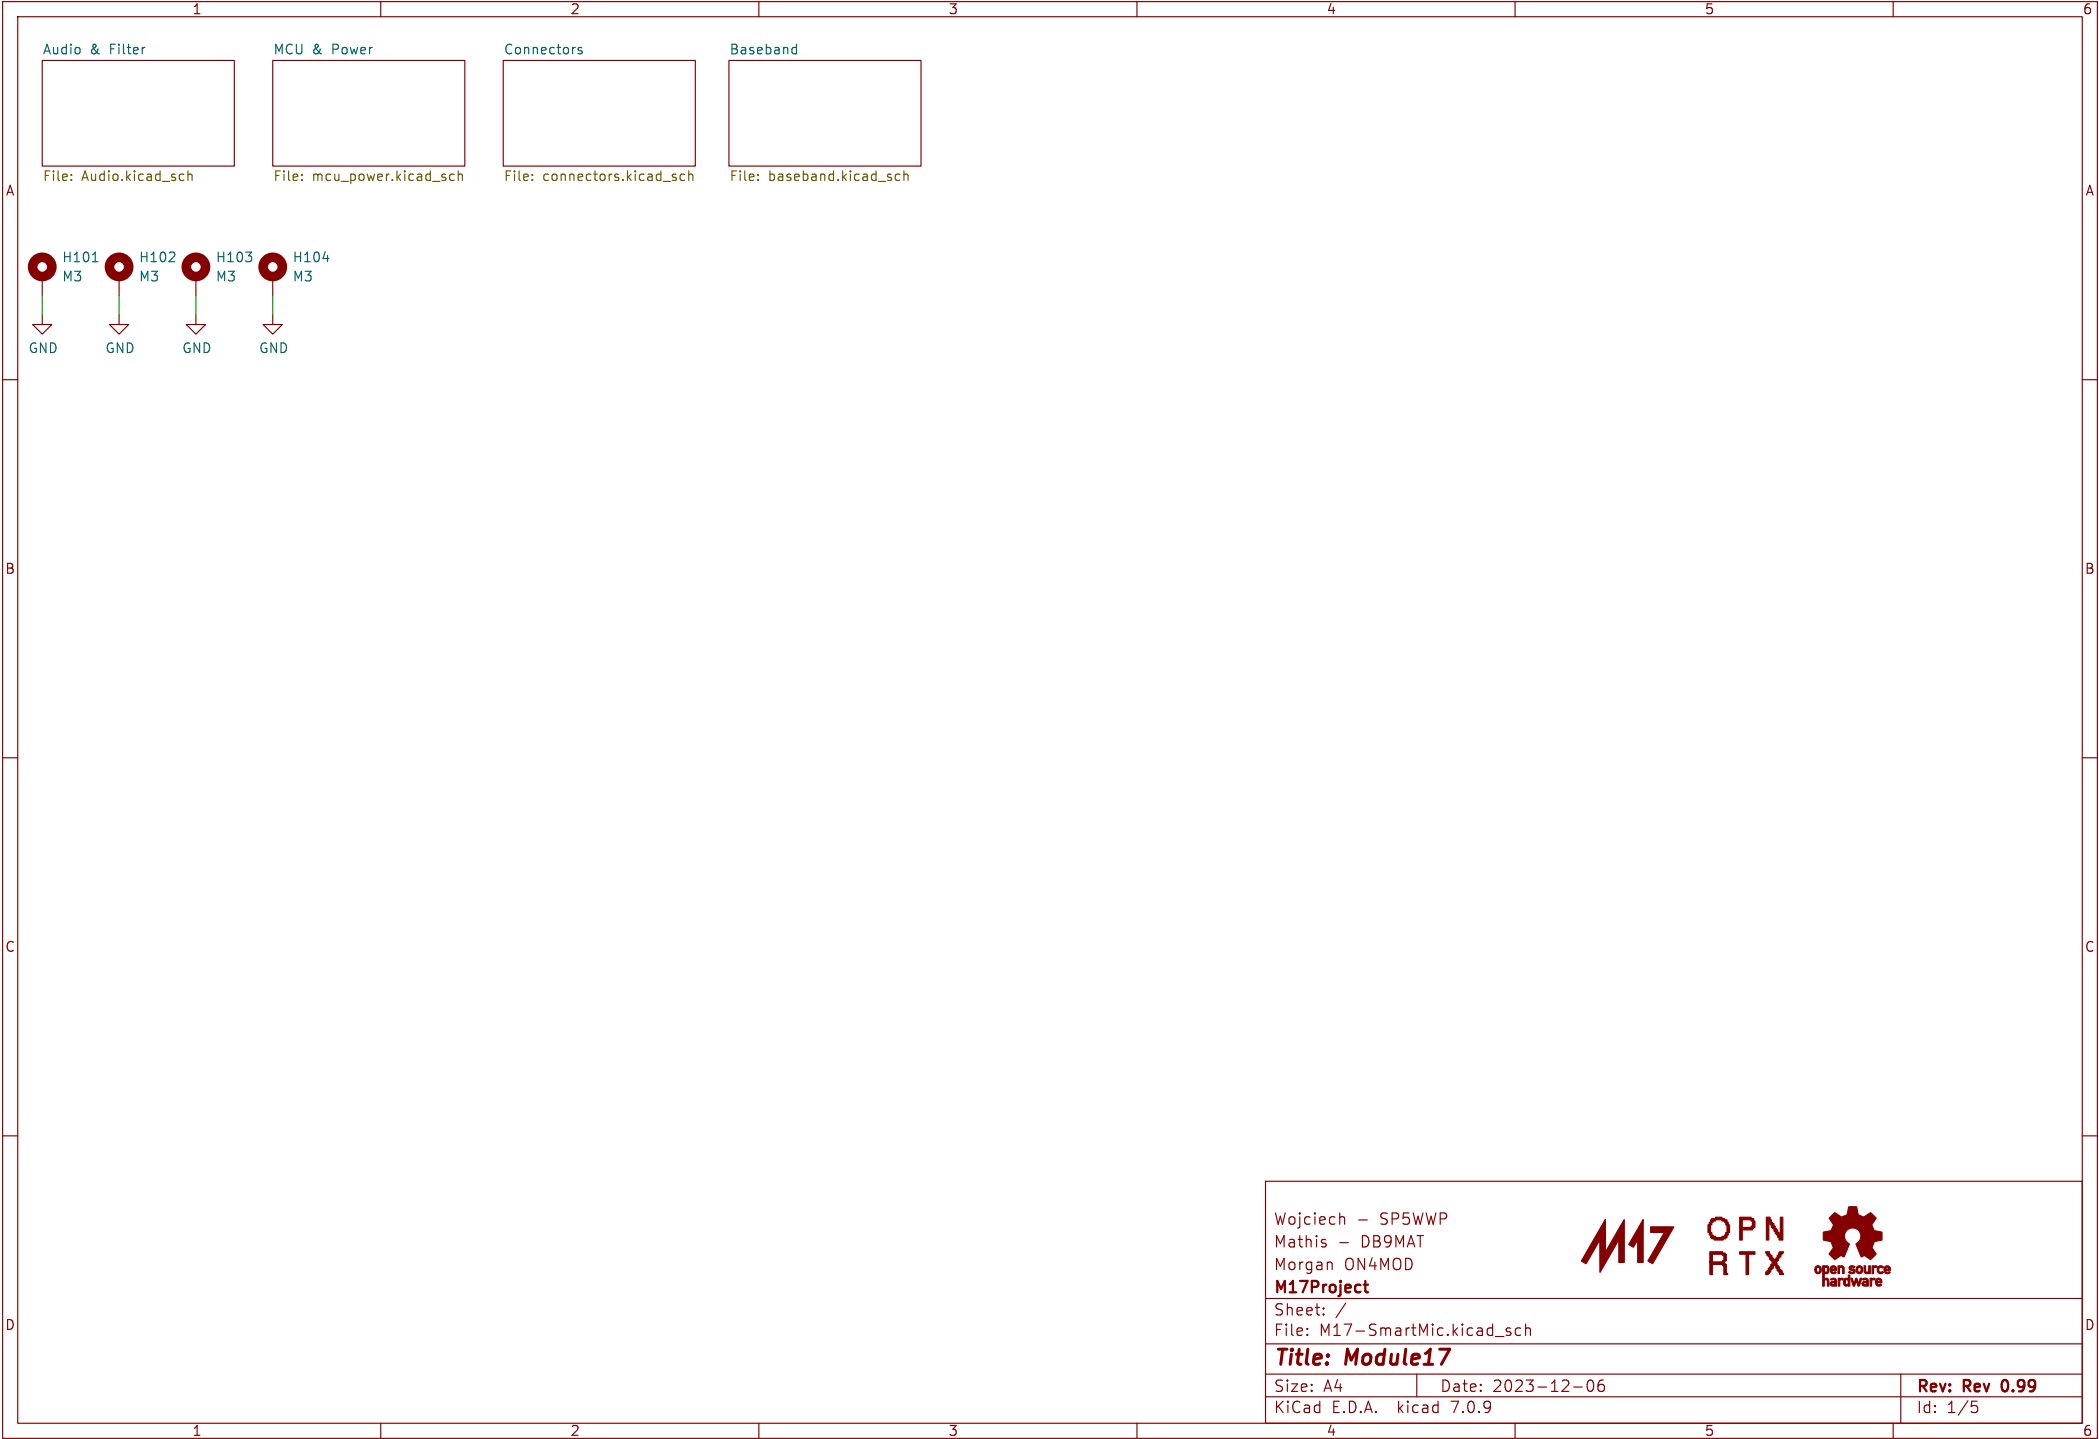 1 2 3 4 5 6
Audio & Filter
MCU & Power
Connectors
Baseband
File: Audio.kicad_sch
File: mcu_power.kicad_sch
File: connectors.kicad_sch
File: baseband.kicad_sch
A A
H101
M3
H102
M3
H103
M3
H104
M3
GND GND GND GND
B B
C C
Wojciech - SP5WWP
Mathis - DB9MAT
Morgan ON4MOD
M17Project
M17
OPN
RTX
open source
hardware
Sheet: /
File: M17-SmartMic.kicad_sch
D D
Title: Module17
Size: A4
Date: 2023-12-06
Rev: Rev 0.99
KiCad E.D.A. kicad 7.0.9
Id: 1/5
1 2 3 4 5 6